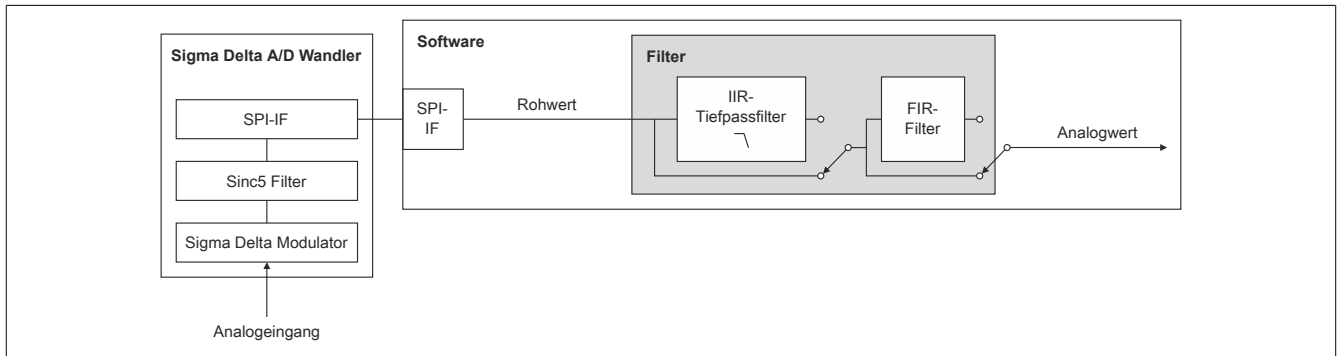 Sigma Delta A/D Wandler
SPI-IF
Sinc5 Filter
Sigma Delta Modulator
Analogeingang
Software
SPI-
IF
Rohwert
Filter
IIR-
Tiefpassfilter
FIR-
Filter
Analogwert